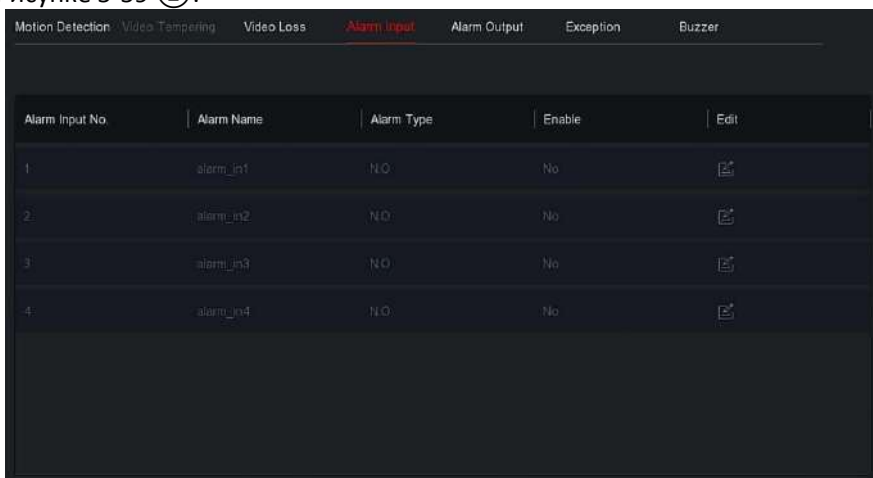 Motion Detection Video Tempering Video Loss Alarm Input Alarm Output Exception Buzzer
Alarm Input No. Alarm Name Alarm Type Enable Edit
1 alarm_in1 N.O No
2 alarm_in2 N.O No
3 alarm_in3 N.O No
4 alarm_in4 N.O No